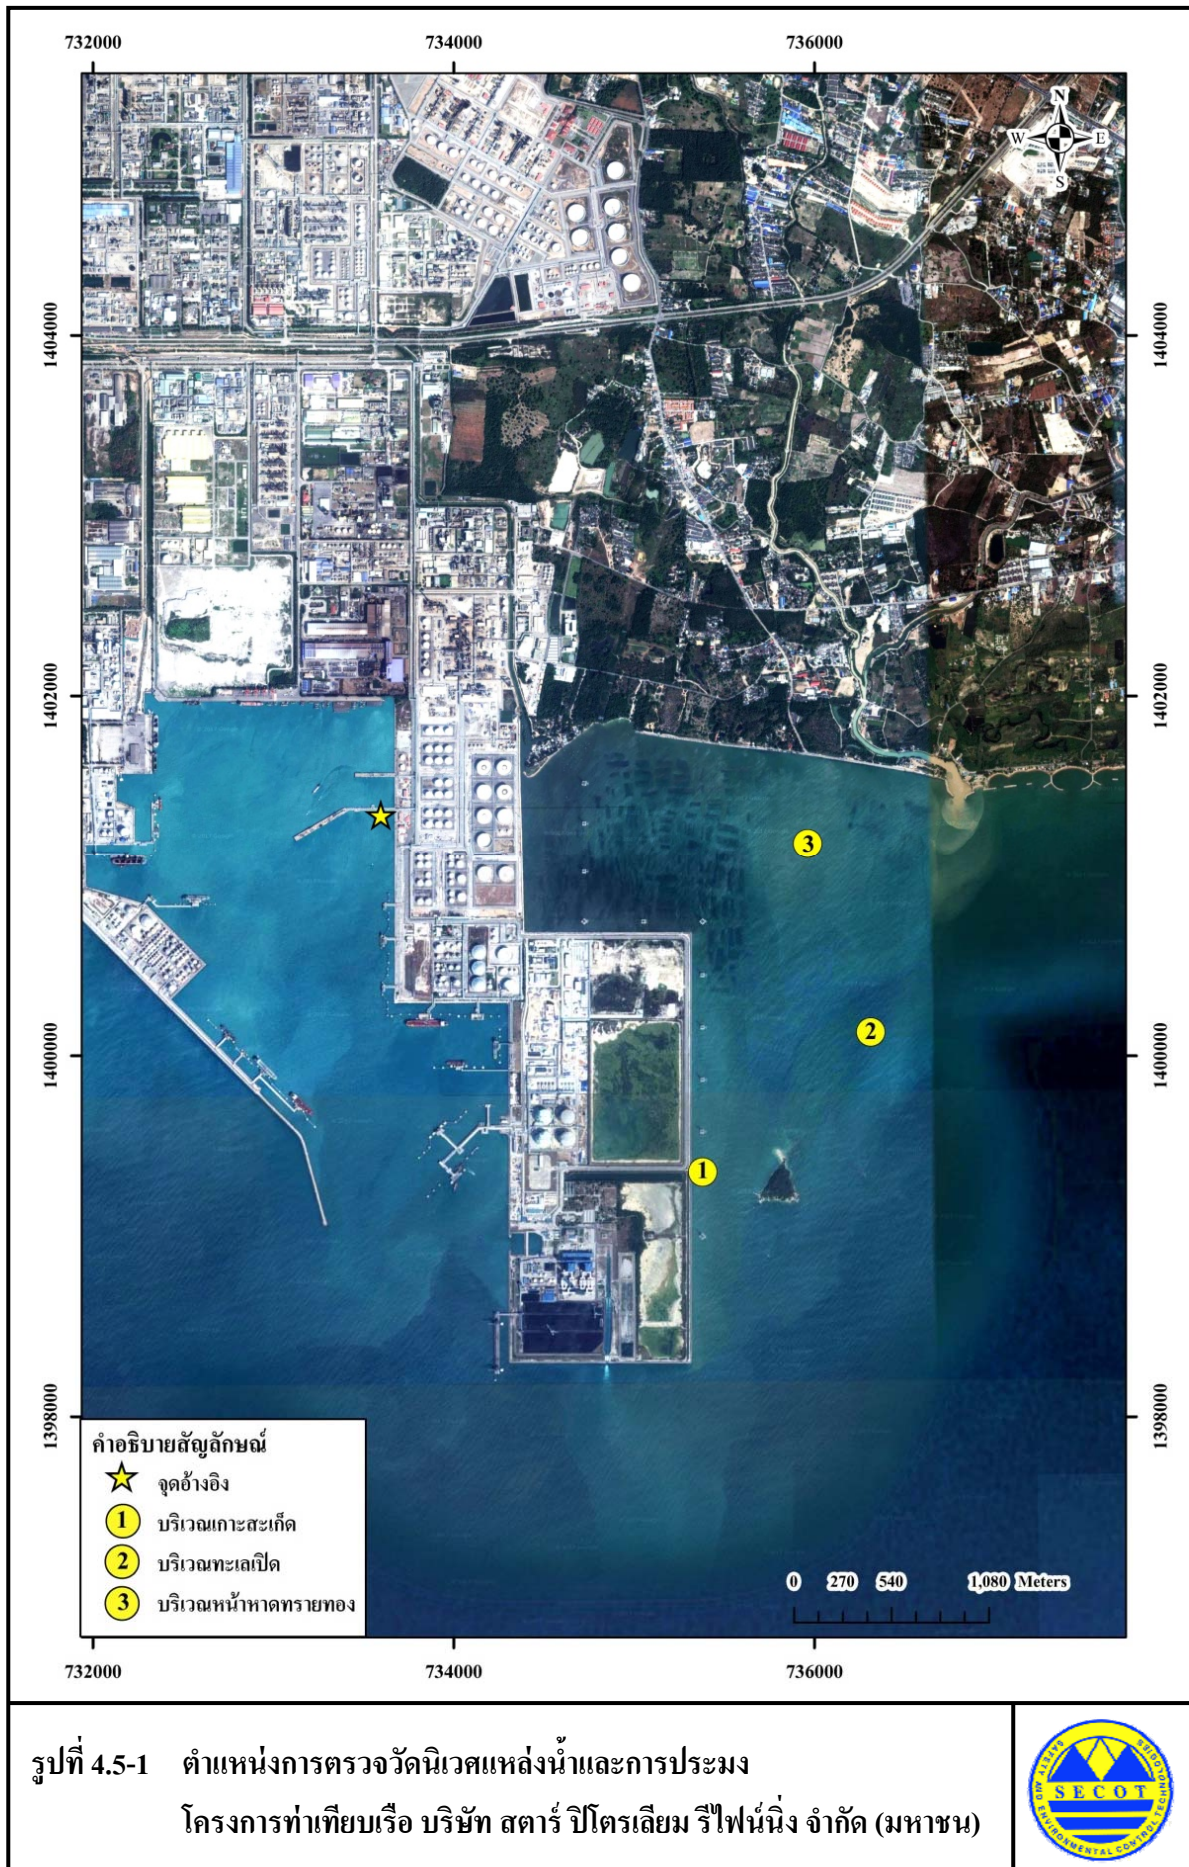 732000 734000 736000
N
W E
S
1404000 1404000
1402000 1402000
1400000 1400000
1398000 1398000
3
2
1
คำอธิบายสัญลักษณ์
จุดอ้างอิง
1 บริเวณเกาะสะเก็ด
2 บริเวณทะเลเปิด
3 บริเวณหน้าหาดทรายทอง
0 270 540 1,080 Meters
732000 734000 736000
รูปที่ 4.5-1 ตำแหน่งการตรวจวัดนิเวศแหล่งน้ำและการประมง
โครงการท่าเทียบเรือ บริษัท สตาร์ ปิโตรเลียม รีไฟน์นิ่ง จำกัด (มหาชน)
SECOT
SAFETY AND ENVIRONMENTAL CONTROL TECHNOLOGIES